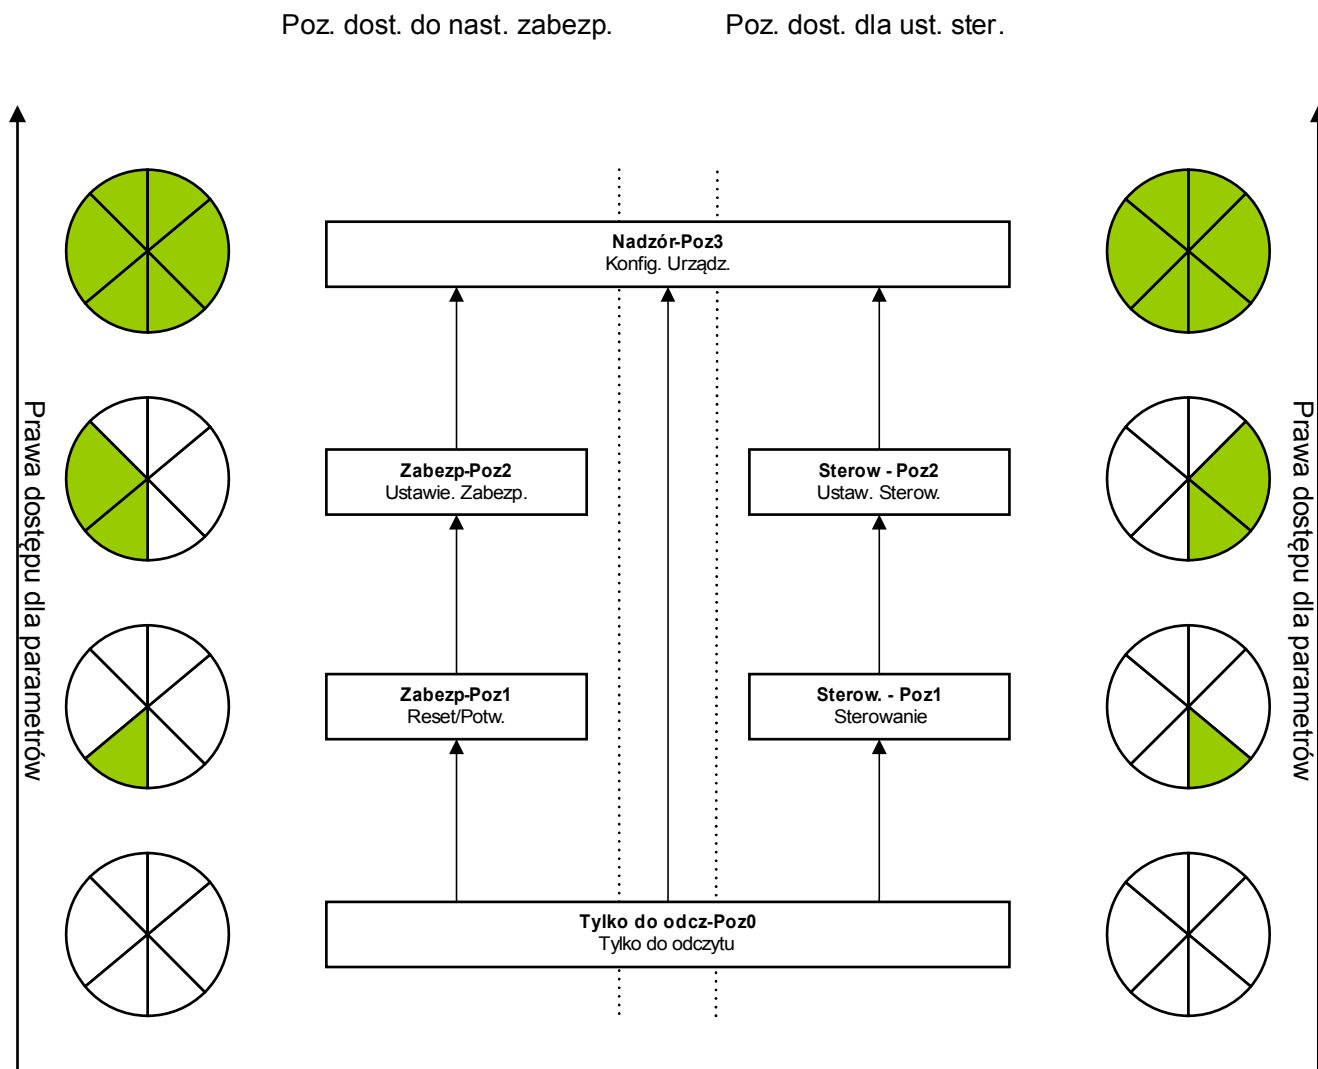 Poz. dost. do nast. zabezp.
Poz. dost. dla ust. ster.
Nadzór-Poz3
Konfig. Urządz.
Prawa dostępu dla parametrów
Prawa dostępu dla parametrów
Zabezp-Poz2
Ustawie. Zabezp.
Sterow - Poz2
Ustaw. Sterow.
Zabezp-Poz1
Reset/Potw.
Sterow. - Poz1
Sterowanie
Tylko do odcz-Poz0
Tylko do odczytu